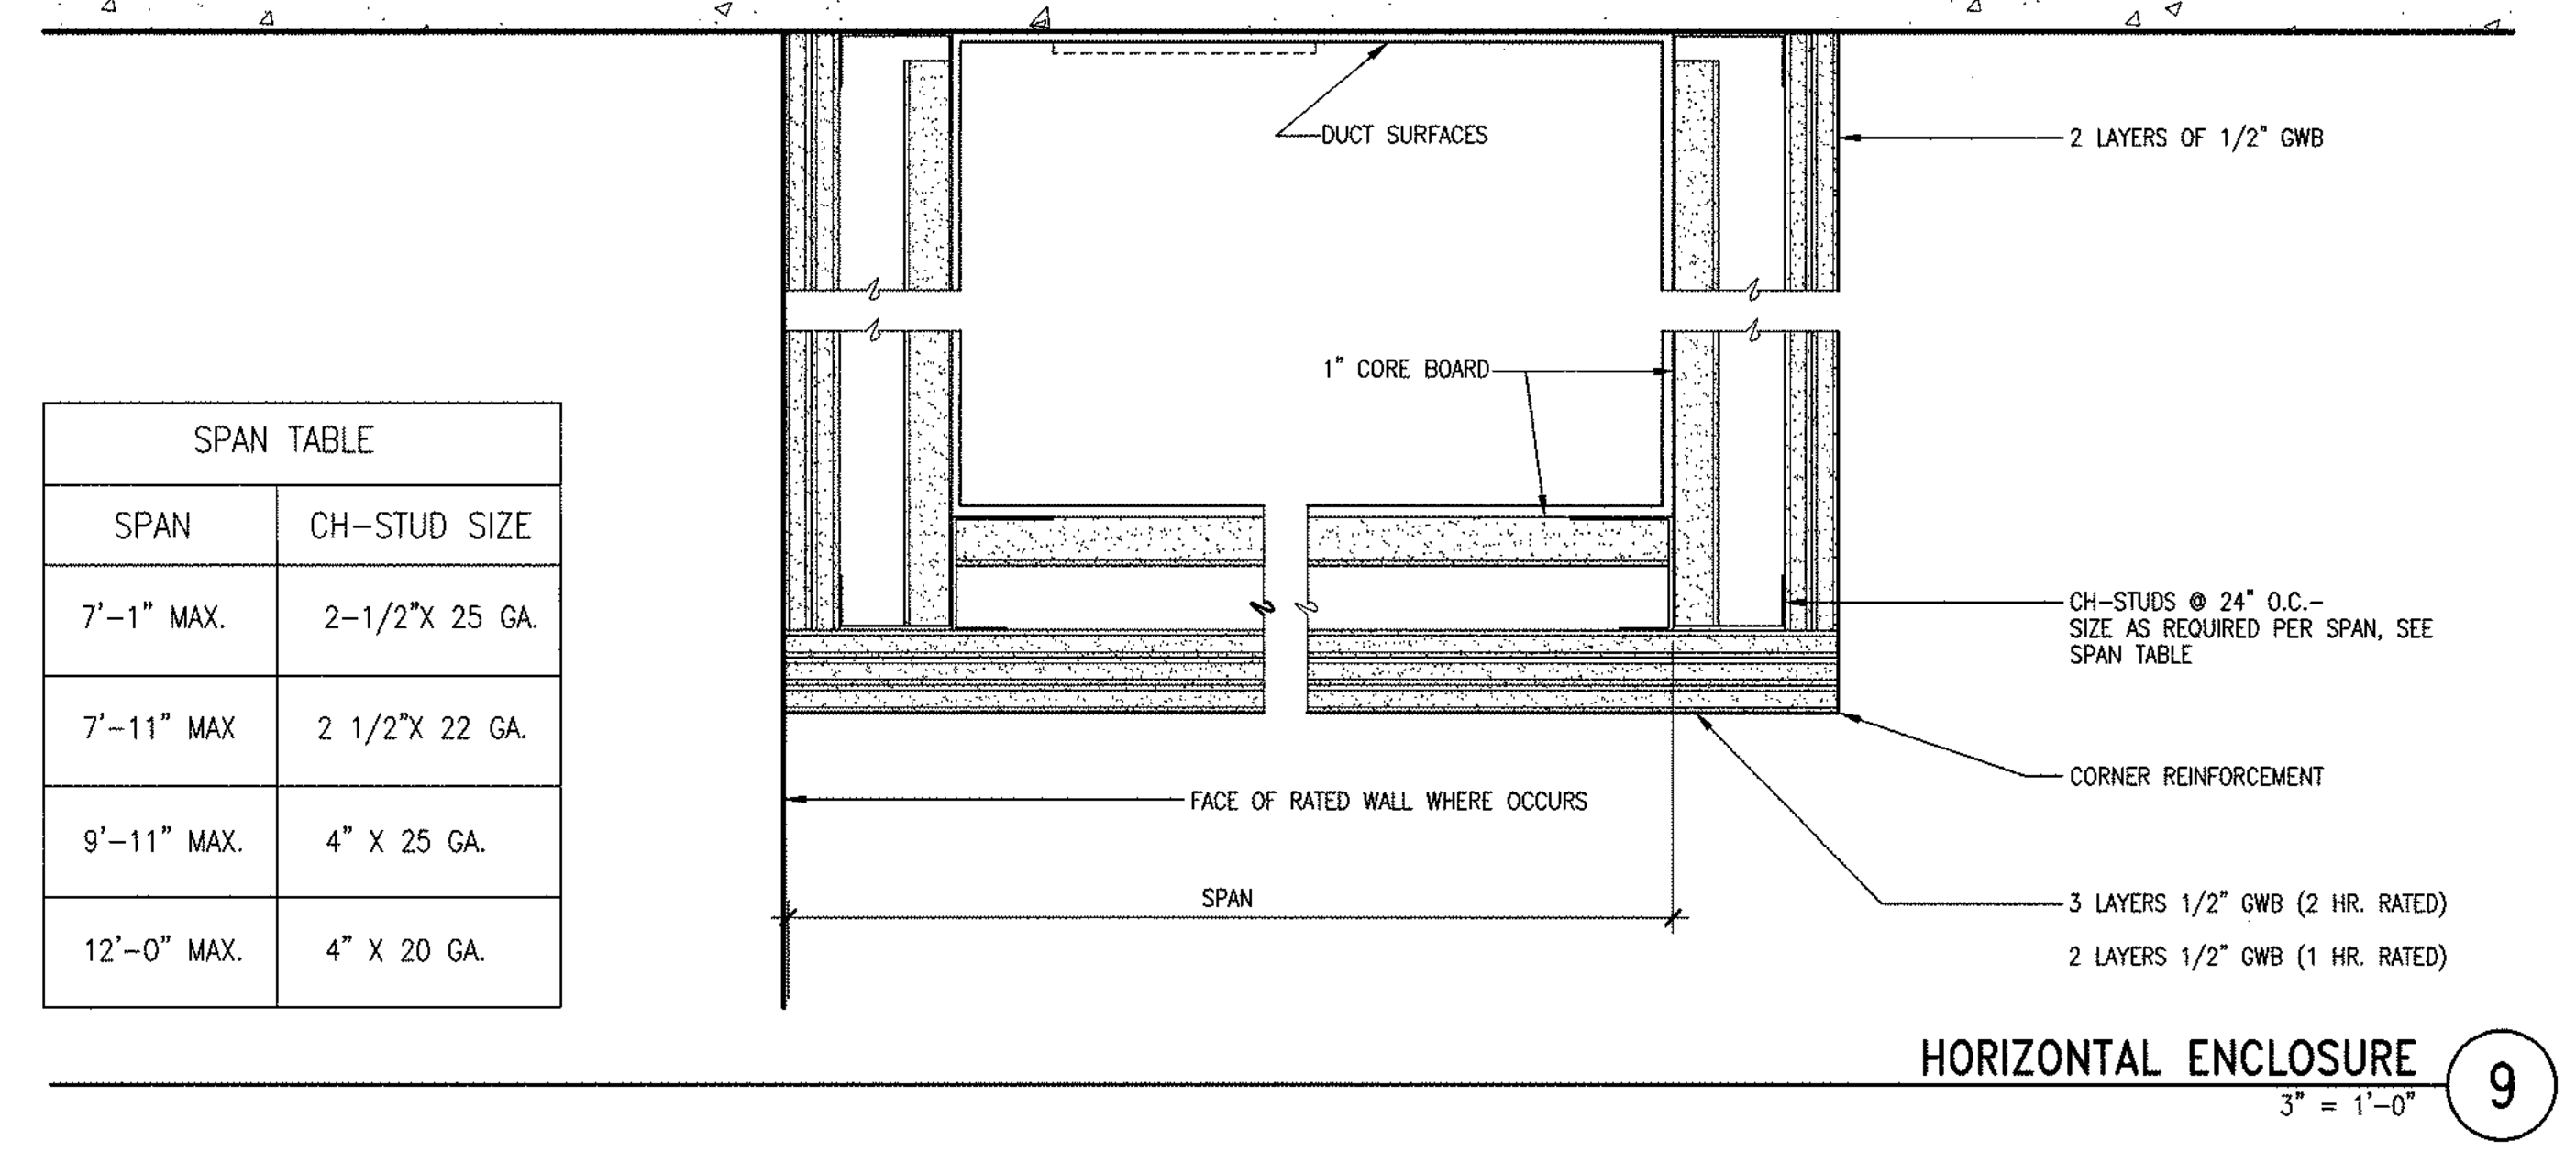 DUCT SURFACES
2 LAYERS OF 1/2" GWB
1" CORE BOARD
SPAN TABLE
SPAN CH-STUD SIZE
7'-1" MAX. 2-1/2"X 25 GA.
7'-11" MAX 2 1/2"X 22 GA.
9'-11" MAX. 4" X 25 GA.
12'-0" MAX. 4" X 20 GA.
CH-STUDS @ 24" O.C.-
SIZE AS REQUIRED PER SPAN, SEE
SPAN TABLE
CORNER REINFORCEMENT
FACE OF RATED WALL WHERE OCCURS
SPAN
3 LAYERS 1/2" GWB (2 HR. RATED)
2 LAYERS 1/2" GWB (1 HR. RATED)
HORIZONTAL ENCLOSURE
3" = 1'-0"
9